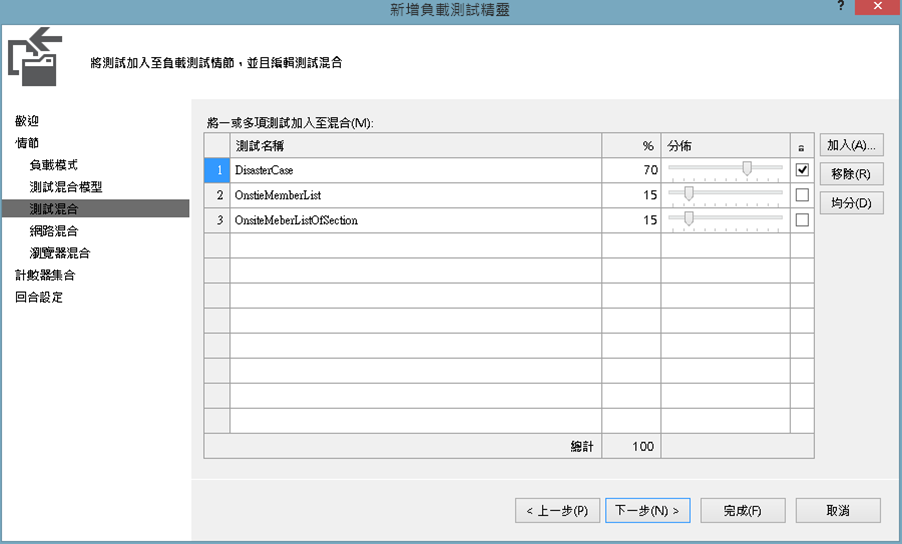 新增負載測試精靈
?
將測試加入至負載測試情節，並且編輯測試混合
歡迎
情節
負載模式
測試混合模型
測試混合
網路混合
瀏覽器混合
計數器集合
回合設定
將一或多項測試加入至混合(M):
測試名稱 % 分佈
1 DisasterCase 70
2 OnstieMemberList 15
3 OnsiteMeberListOfSection 15
總計 100
加入(A)...
移除(R)
均分(D)
< 上一步(P) 下一步(N) > 完成(F) 取消